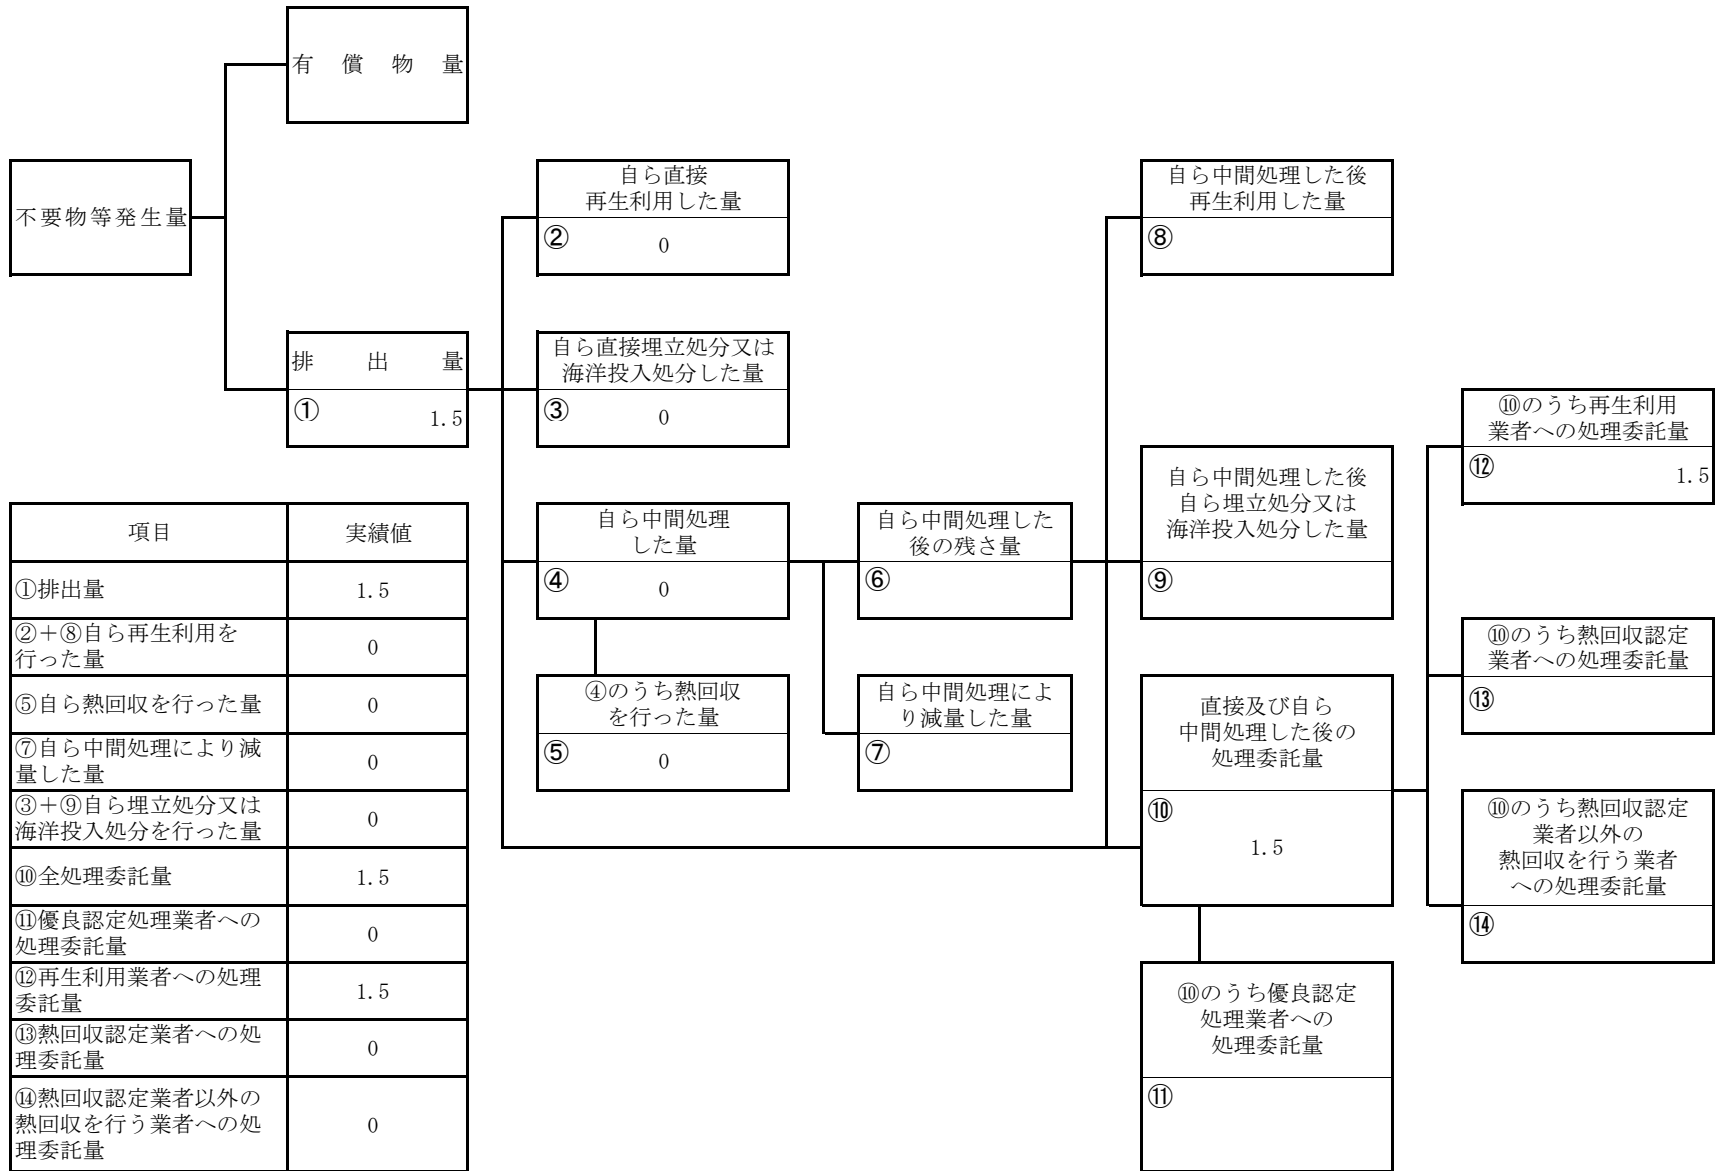 有償物量
不要物等発生量
排出量
①
1.5
自ら直接
再生利用した量
②
0
自ら直接埋立処分又は
海洋投入処分した量
③
0
自ら中間処理
した量
④
0
④のうち熱回収
を行った量
⑤
0
自ら中間処理した
後の残さ量
⑥
自ら中間処理によ
り減量した量
⑦
自ら中間処理した後
再生利用した量
⑧
自ら中間処理した後
自ら埋立処分又は
海洋投入処分した量
⑨
直接及び自ら
中間処理した後の
処理委託量
⑩
1.5
⑩のうち優良認定
処理業者への
処理委託量
⑪
⑩のうち再生利用
業者への処理委託量
⑫
1.5
⑩のうち熱回収認定
業者への処理委託量
⑬
⑩のうち熱回収認定
業者以外の
熱回収を行う業者
への処理委託量
⑭
項目 実績値
①排出量 1.5
②+⑧自ら再生利用を
行った量 0
⑤自ら熱回収を行った量 0
⑦自ら中間処理により減
量した量 0
③+⑨自ら埋立処分又は
海洋投入処分を行った量 0
⑩全処理委託量 1.5
⑪優良認定処理業者への
処理委託量 0
⑫再生利用業者への処理
委託量 1.5
⑬熱回収認定業者への処
理委託量 0
⑭熱回収認定業者以外の
熱回収を行う業者への処
理委託量 0